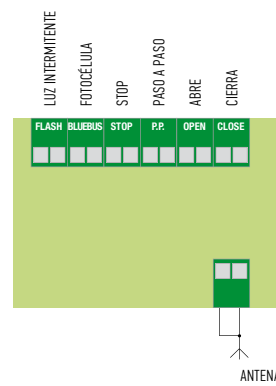 LUZ INTERMITENTE
FOTOCÉLULA
STOP
PASO A PASO
ABRE
CIERRA
FLASH BLUEBUS STOP P.P. OPEN CLOSE
ANTENA